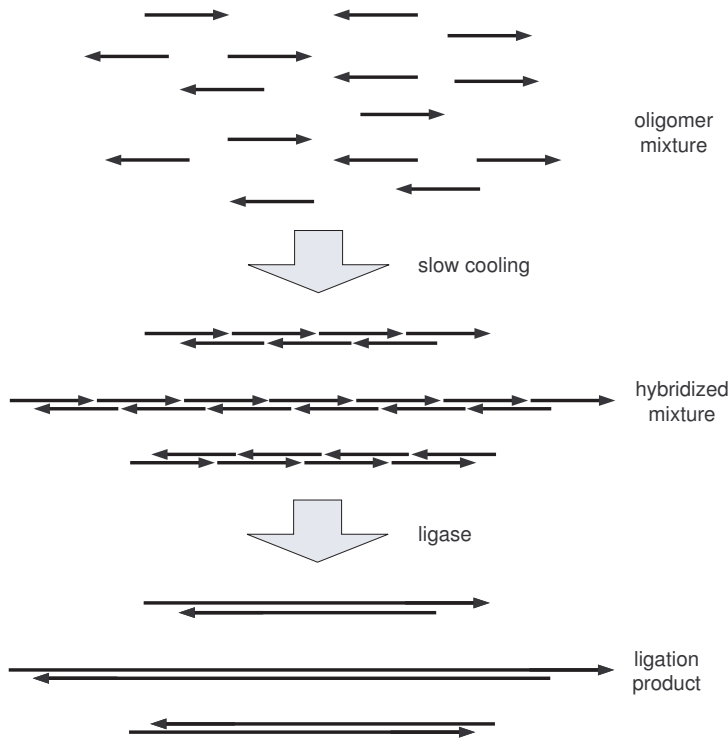 oligomer
mixture
slow cooling
hybridized
mixture
ligase
ligation
product